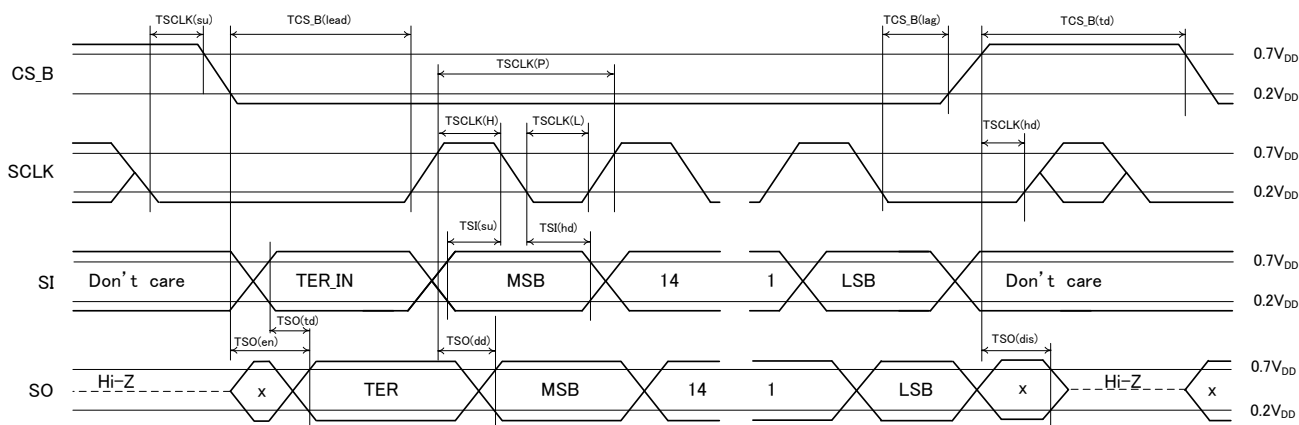 TSCLK(su) TCS_B(lead) TCS_B(lag) TCS_B(td)
CS_B 0.7VDD
TSCLK(P)
0.2VDD
TSCLK(H) TSCLK(L) TSCLK(hd)
SCLK 0.7VDD
0.2VDD
TSI(su) TSI(hd)
SI Don't care TER_IN MSB 14 1 LSB Don't care 0.7VDD
0.2VDD
TSO(td)
TSO(en) TSO(dd) TSO(dis)
SO Hi-Z x TER MSB 14 1 LSB x Hi-Z x 0.7VDD
0.2VDD